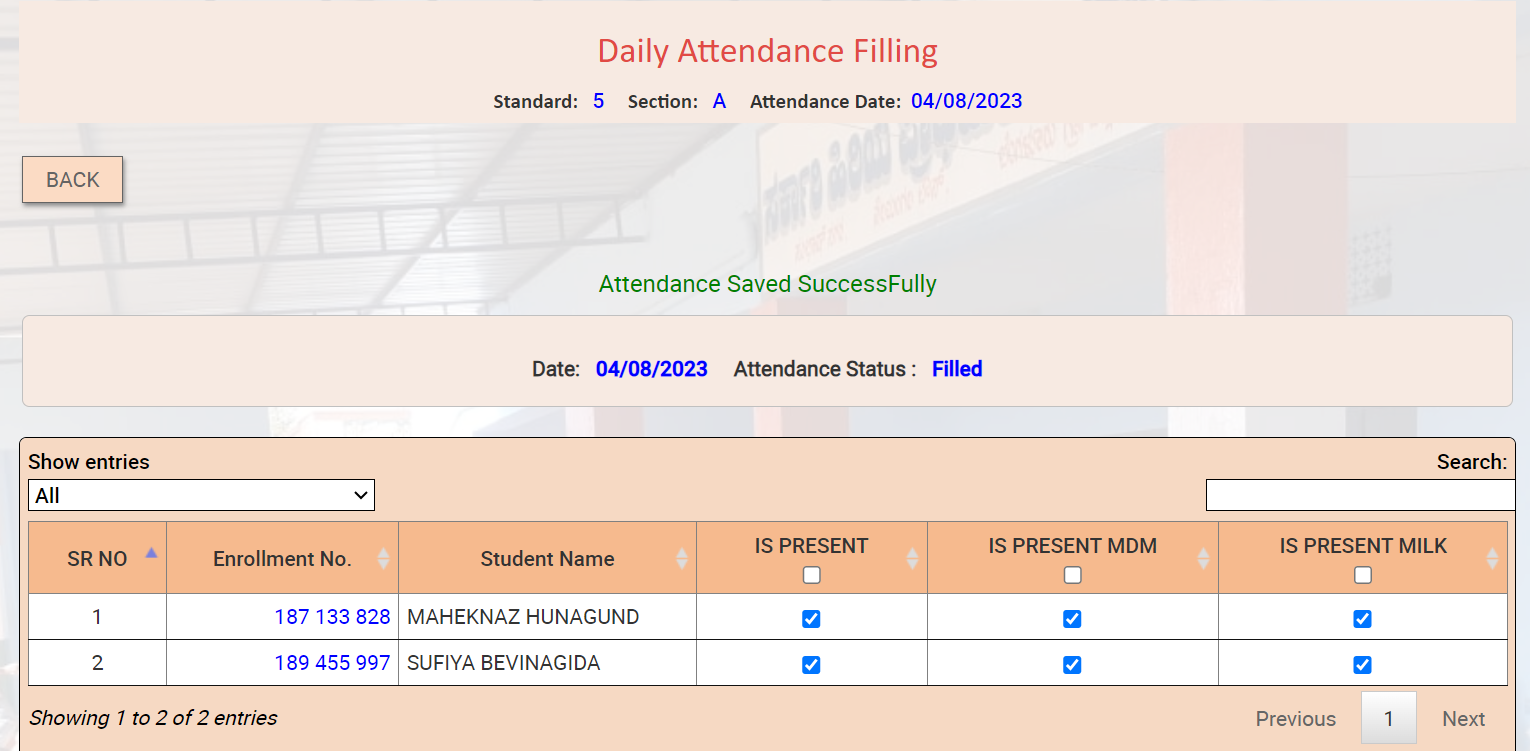 Daily Attendance Filling
Standard: 5 Section: A Attendance Date: 04/08/2023
BACK
Attendance Saved SuccessFully
Date: 04/08/2023 Attendance Status : Filled
Show entries Search:
All
SR NO Enrollment No. Student Name IS PRESENT IS PRESENT MDM IS PRESENT MILK
1 187 133 828 MAHEKNAZ HUNAGUND
2 189 455 997 SUFIYA BEVINAGIDA
Showing 1 to 2 of 2 entries Previous 1 Next